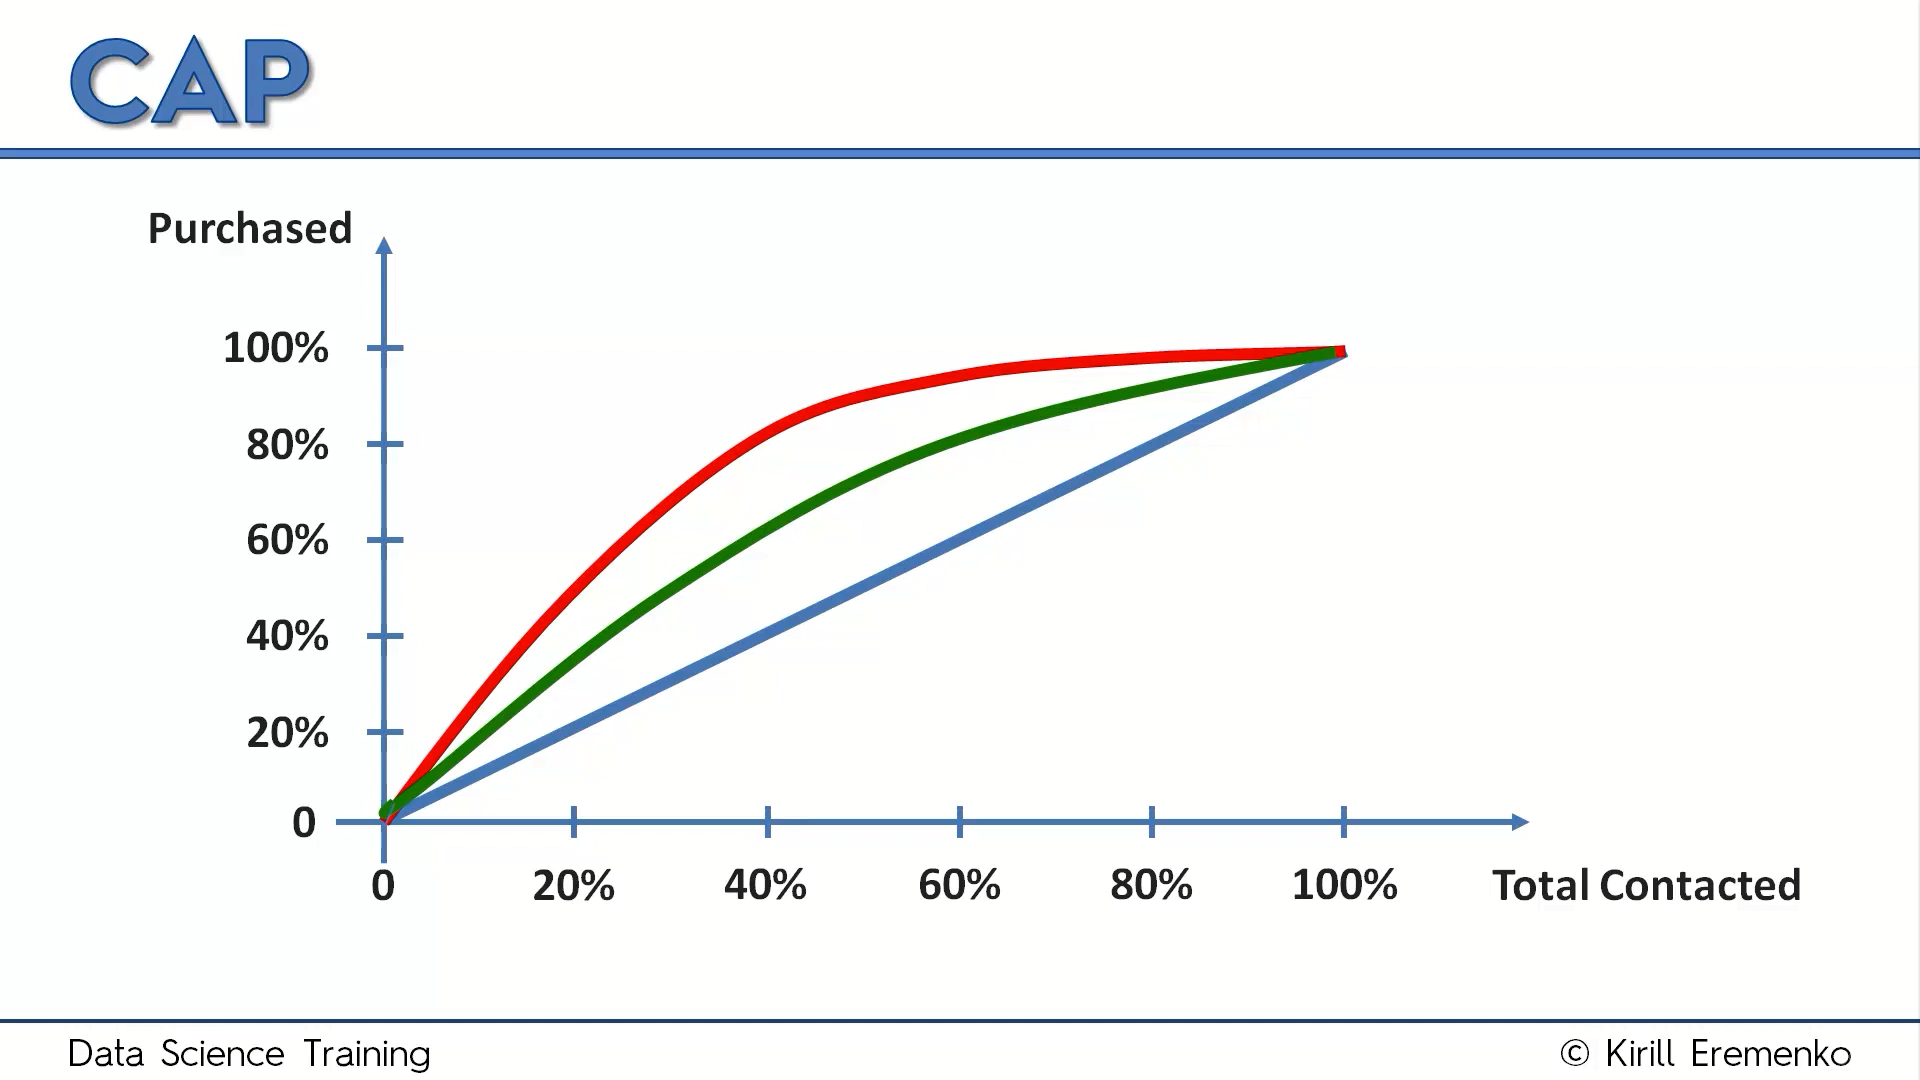 CAP
Purchased
100%
80%
60%
40%
20%
0
0 20% 40% 60% 80% 100% Total Contacted
Data Science Training © Kirill Eremenko